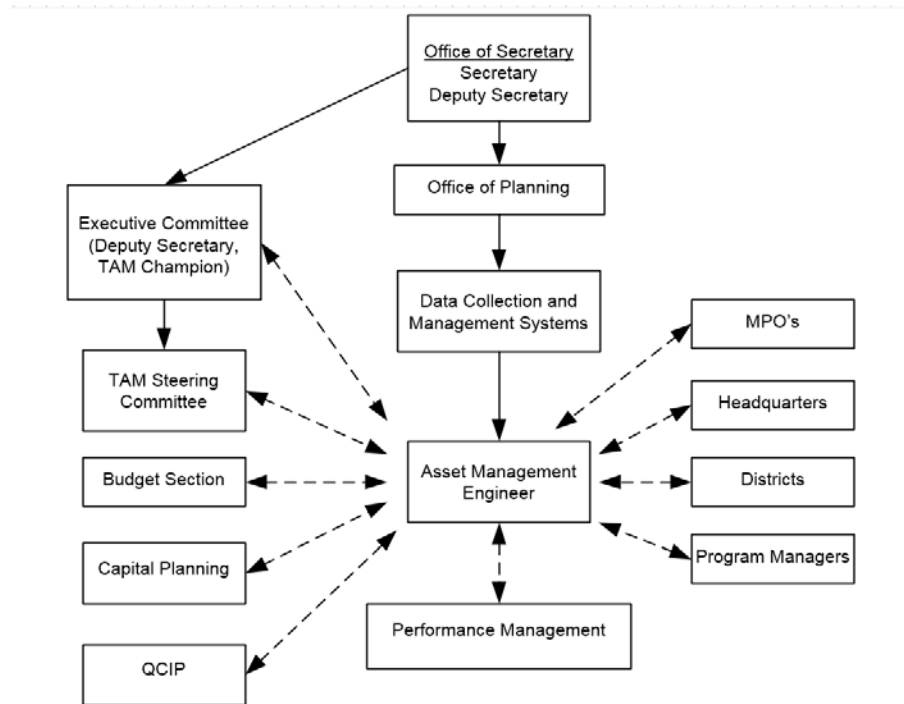 Office of Secretary
Secretary
Deputy Secretary
Office of Planning
Executive Committee
(Deputy Secretary,
TAM Champion)
Data Collection and
Management Systems
MPO's
TAM Steering
Committee
Headquarters
Budget Section
Asset Management
Engineer
Districts
Capital Planning
Program Managers
Performance Management
QCIP